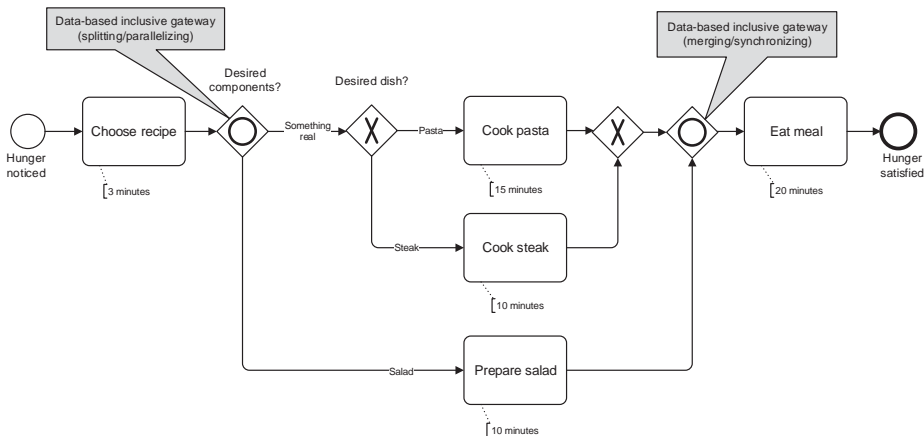 Data-based inclusive gateway
(splitting/parallelizing)
Data-based inclusive gateway
(merging/synchronizing)
Desired
components?
Desired dish?
Hunger
noticed
Choose recipe
3 minutes
Something
real
X
Pasta
Cook pasta
15 minutes
X
Eat meal
20 minutes
Hunger
satisfied
Steak
Cook steak
10 minutes
Salad
Prepare salad
10 minutes